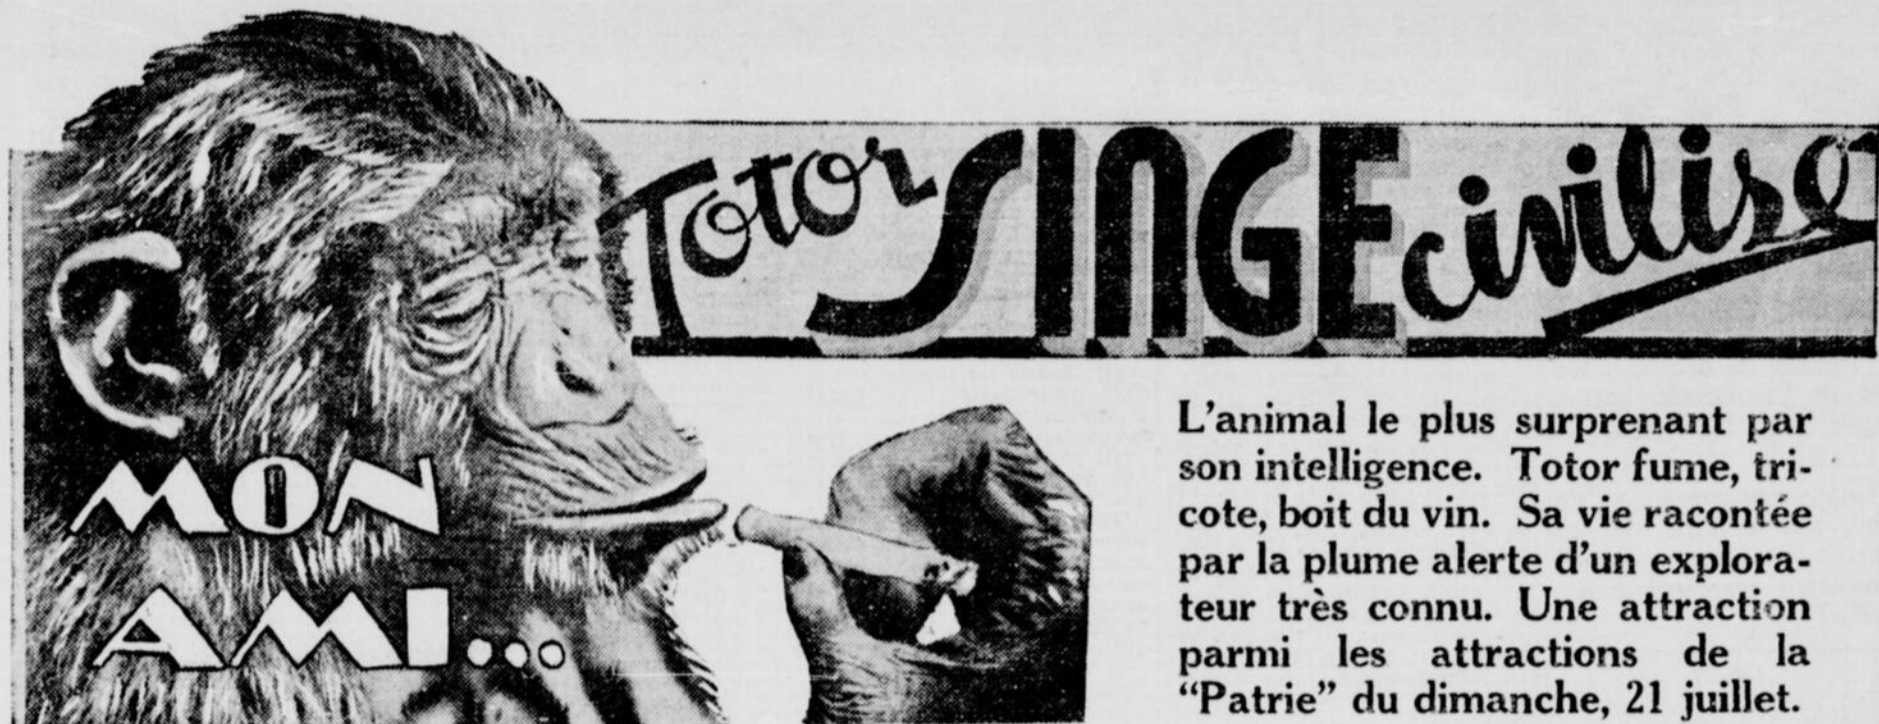 MON
AMI...
Totor SINGE civilisé
L'animal le plus surprenant par
son intelligence. Totor fume, tri-
cote, boit du vin. Sa vie racontée
par la plume alerte d'un explora-
teur très connu. Une attraction
parmi les attractions de la
“Patrie” du dimanche, 21 juillet.